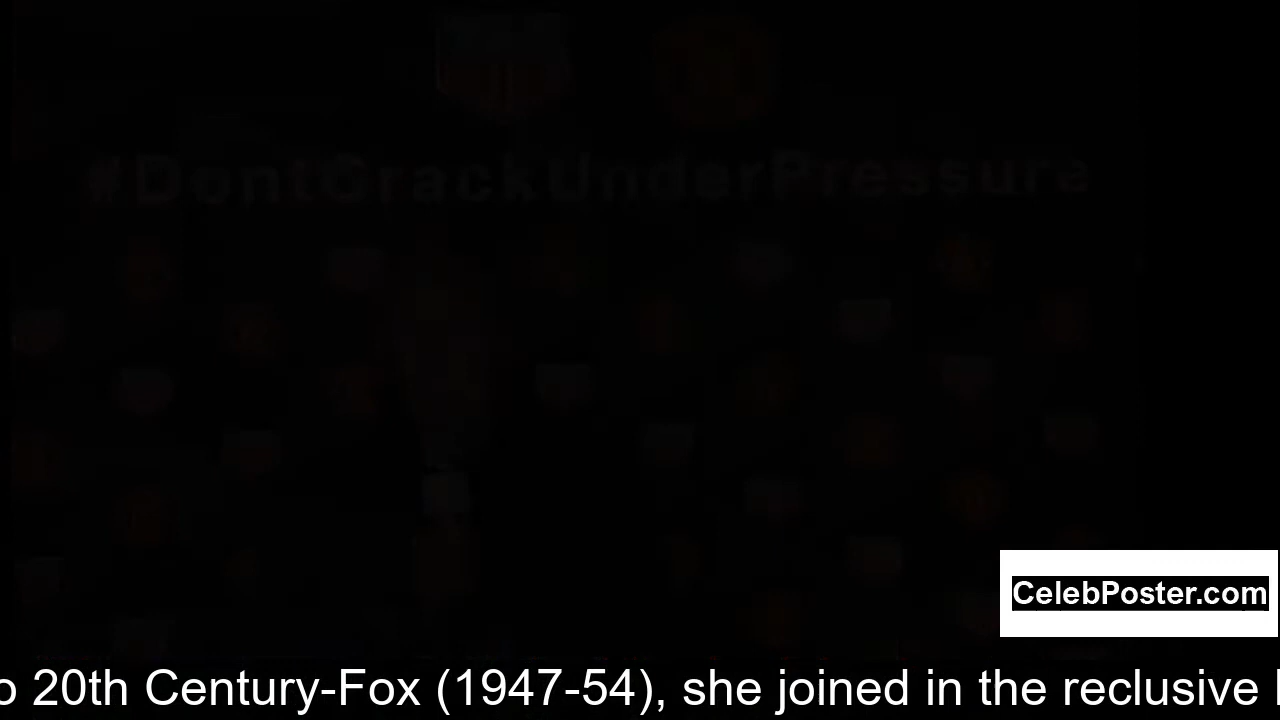 #DontCrackUnderPressure
CelebPoster.com
20th Century-Fox (1947-54), she joined in the reclusive